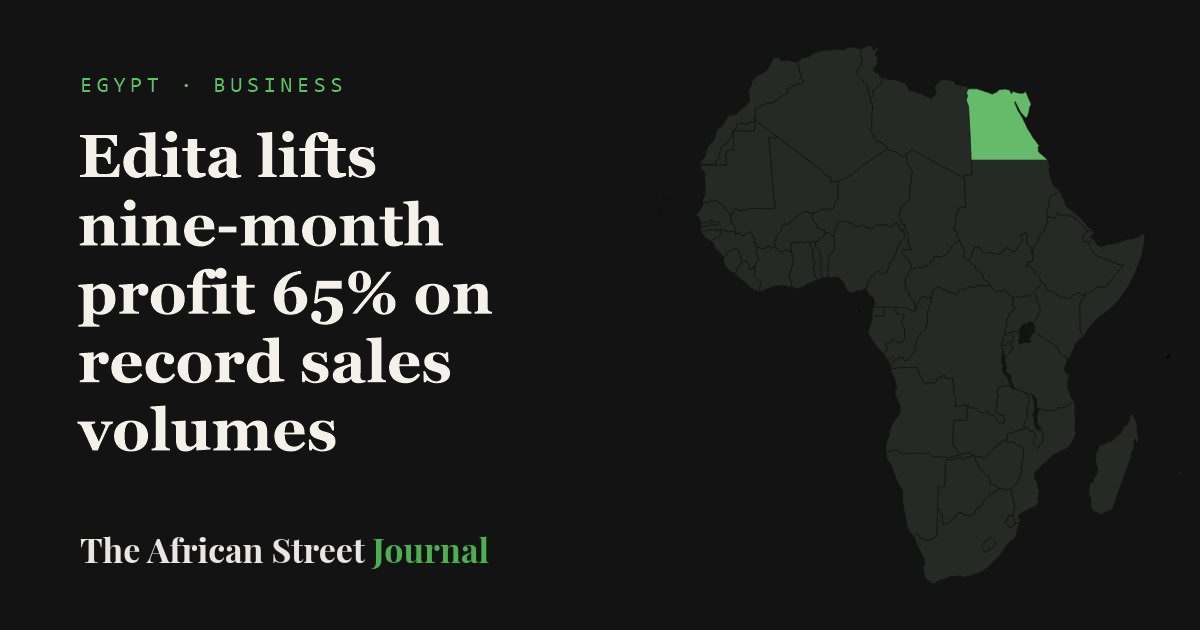 EGYPT · BUSINESS
Edita lifts
nine-month
profit 65% on
record sales
volumes
The African Street Journal